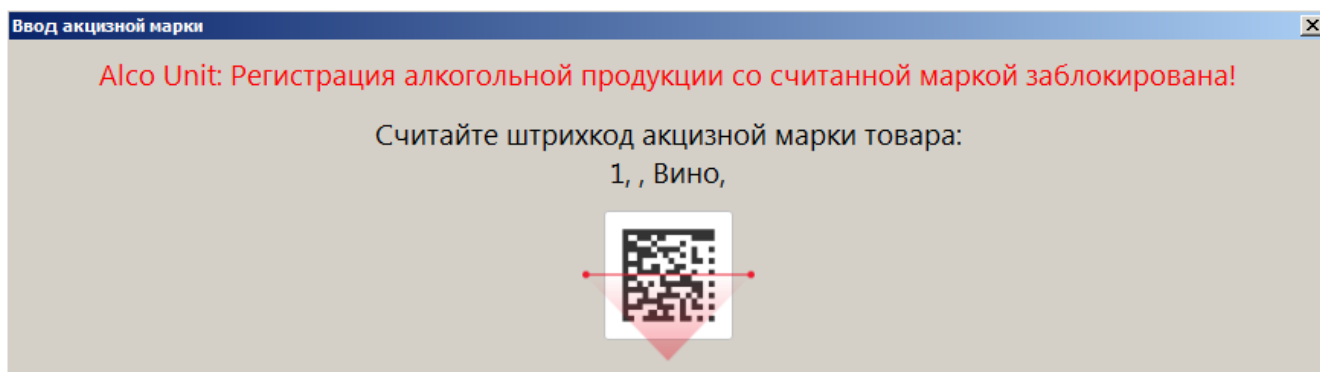 Ввод акцизной марки
Alco Unit: Регистрация алкогольной продукции со считанной маркой заблокирована!
Считайте штрихкод акцизной марки товара:
1, , Вино,